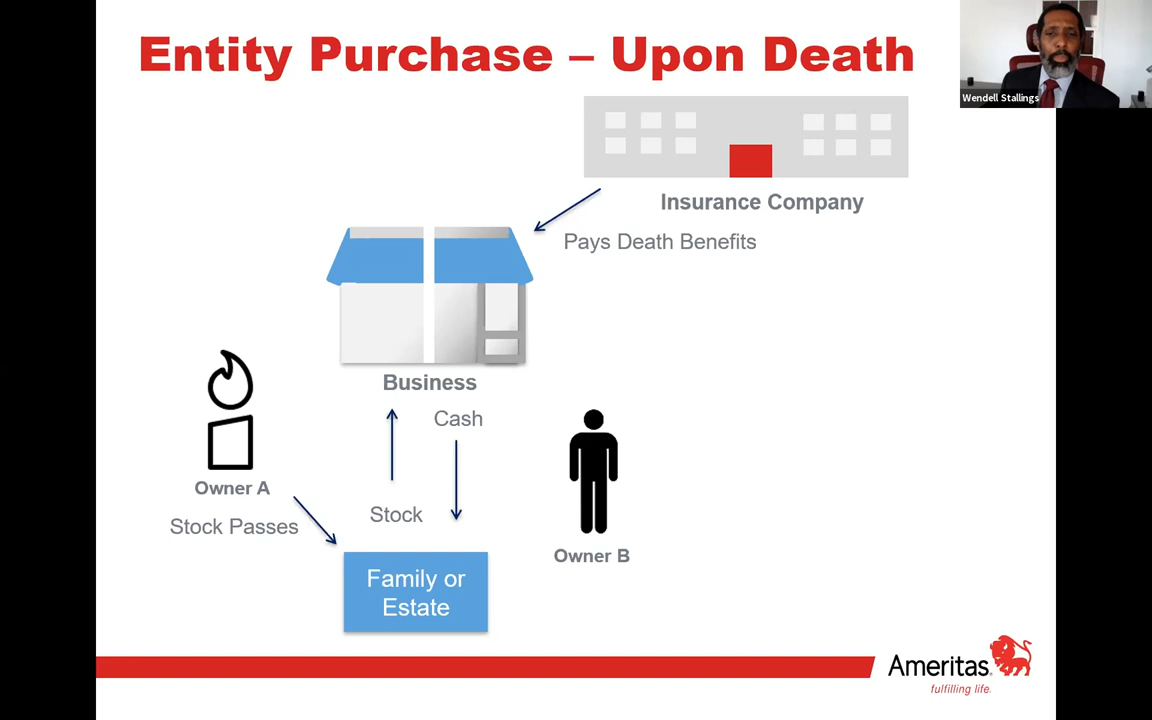 Entity Purchase – Upon Death
Wendell Stallings
Insurance Company
Pays Death Benefits
Business
Cash
Owner A
Stock Passes
Stock
Owner B
Family or
Estate
Ameritas
fulfilling life.